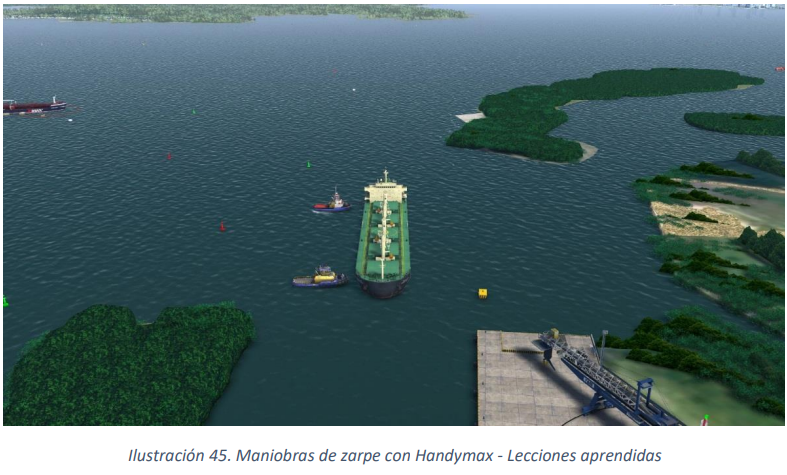 Ilustración 45. Maniobras de zarpe con Handymax - Lecciones aprendidas